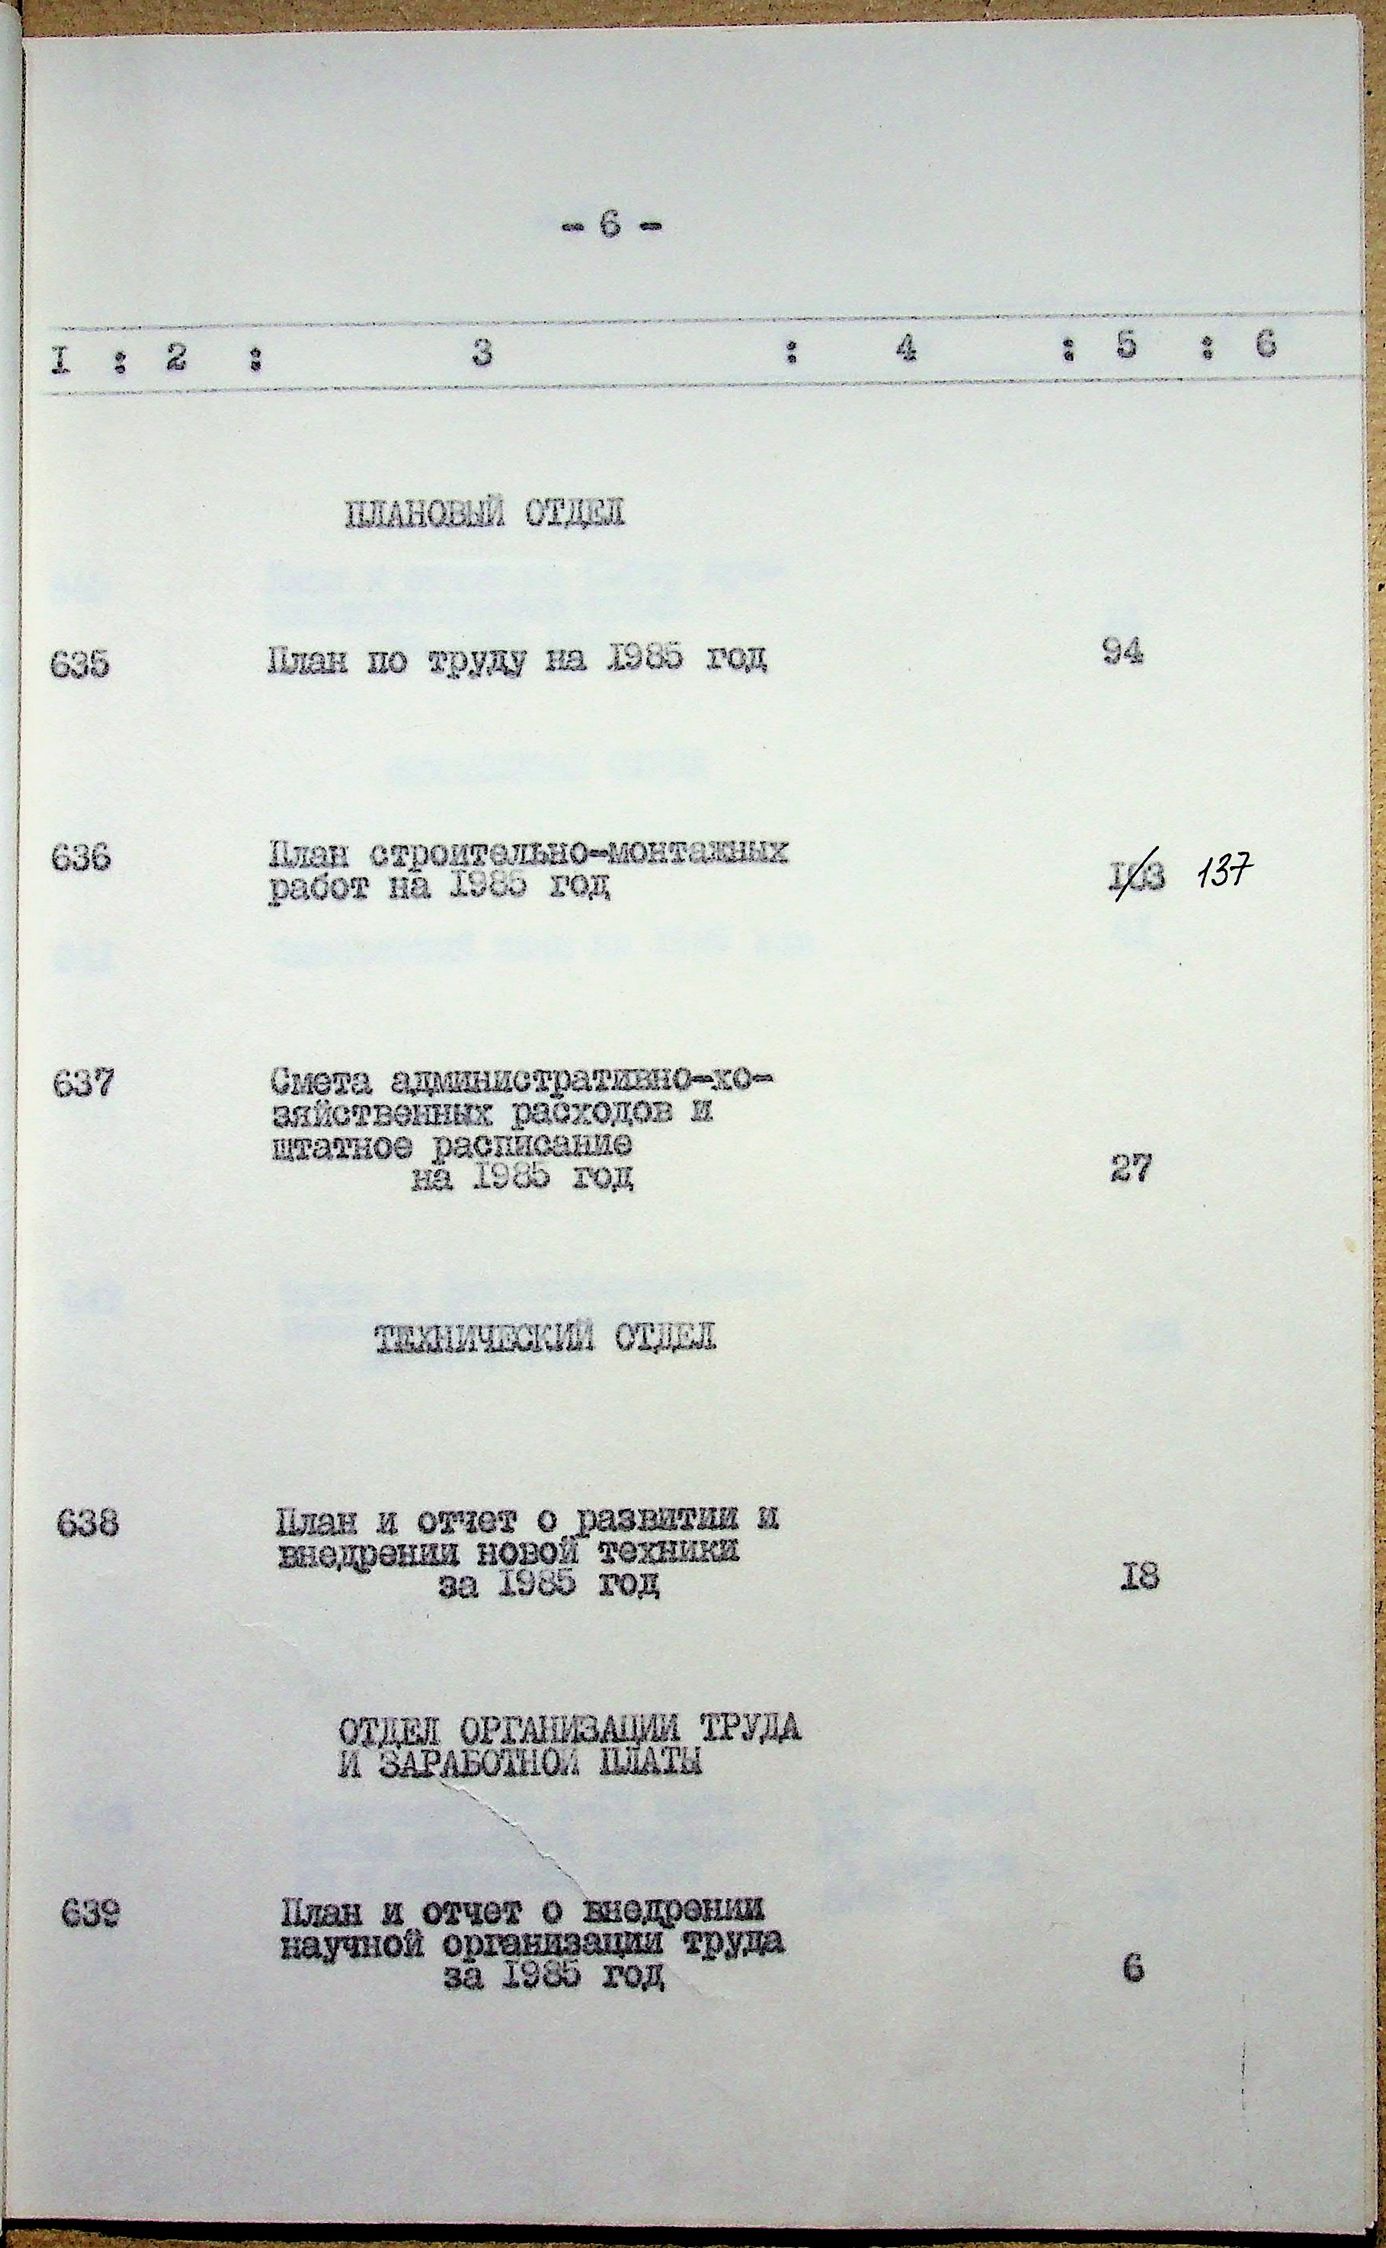 - 6 -
I : 2 : 3 : 4 : 5 : 6
ПЛАНОВЫЙ ОТДЕЛ
635 План по труду на 1985 год 94
636 План строительно-монтажных
работ на 1985 год 103 137
637 Смета административно-хо-
зяйственных расходов и
штатное расписание
на 1985 год 27
ТЕХНИЧЕСКИЙ ОТДЕЛ
638 План и отчет о развитии и
внедрении новой техники
за 1985 год I8
ОТДЕЛ ОРГАНИЗАЦИИ ТРУДА
И ЗАРАБОТНОЙ ПЛАТЫ
639 План и отчет о внедрении
научной организации труда
за 1985 год 6